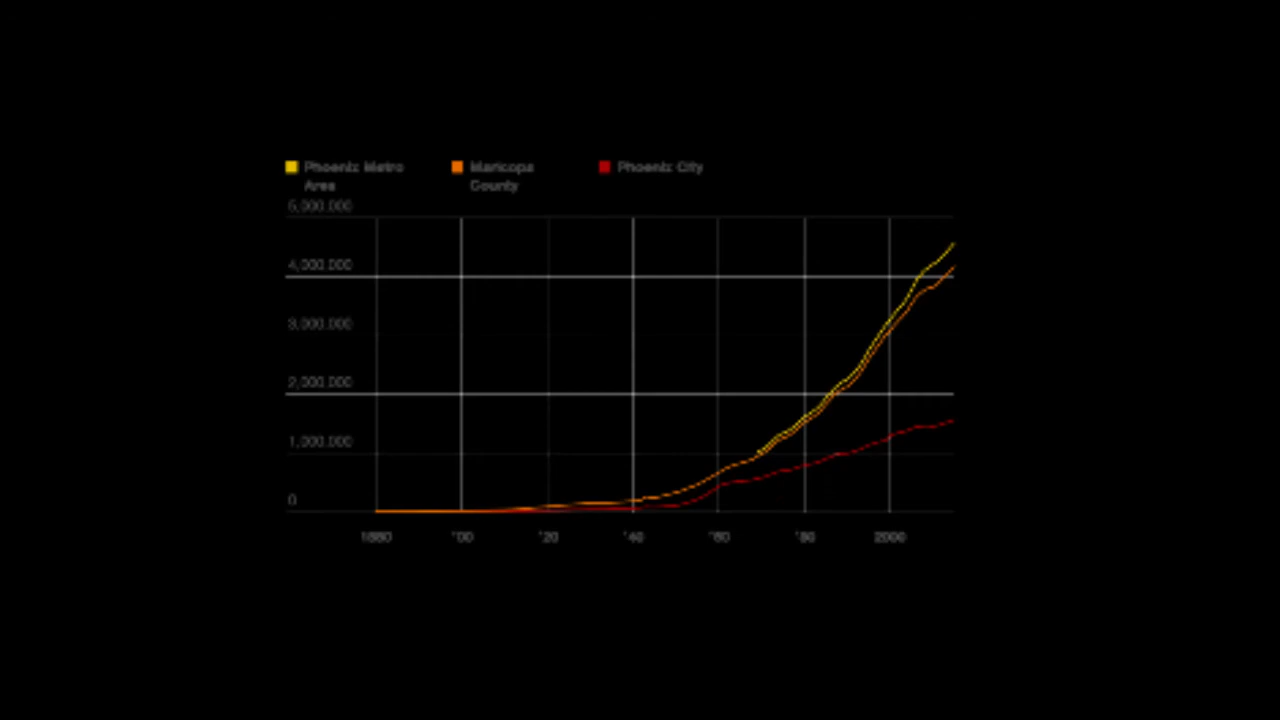 Phoenix Metro Area
Maricopa County
Phoenix City
5,000,000
4,000,000
3,000,000
2,000,000
1,000,000
0
1880 '00 '20 '40 '60 '80 2000